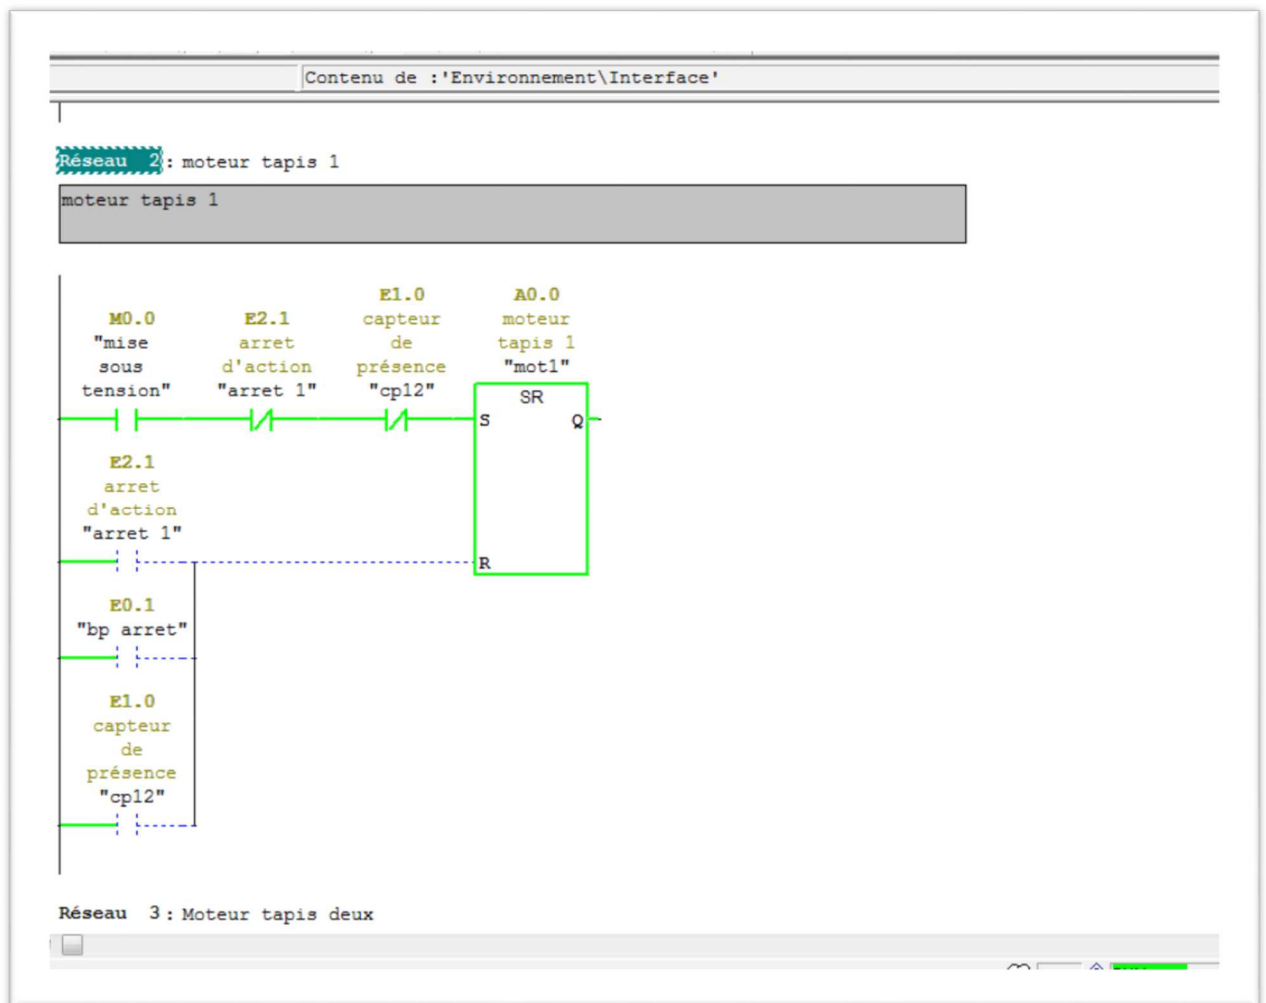 Contenu de :'Environnement\Interface'
Réseau 2 : moteur tapis 1
moteur tapis 1
M0.0
"mise
sous
tension"
E2.1
arret
d'action
"arret 1"
E1.0
capteur
de
présence
"cp12"
A0.0
moteur
tapis 1
"mot1"
SR
S
Q
E2.1
arret
d'action
"arret 1"
R
E0.1
"bp arret"
E1.0
capteur
de
présence
"cp12"
Réseau 3 : Moteur tapis deux